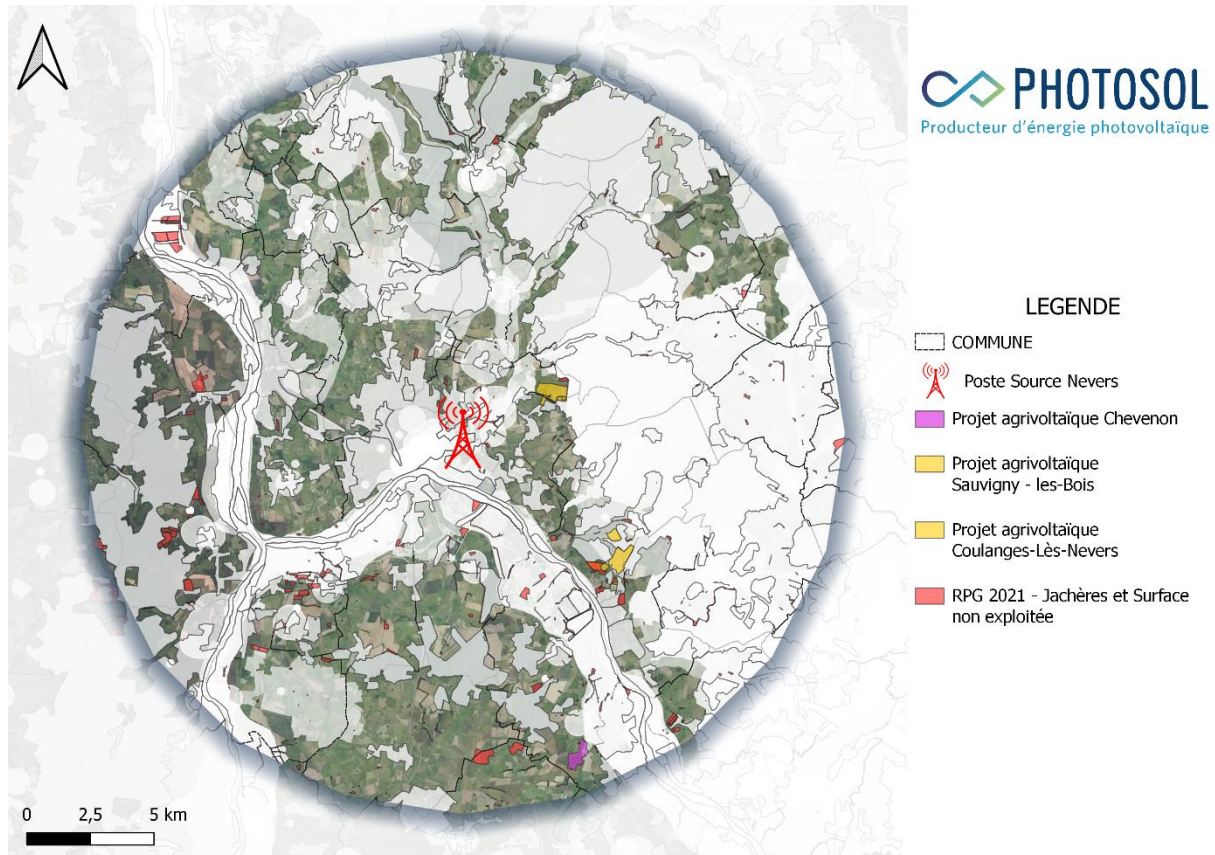 PHOTOSOL
Producteur d'énergie photovoltaïque
LEGENDE
COMMUNE
Poste Source Nevers
Projet agrivoltaïque Chevenon
Projet agrivoltaïque
Sauvigny - les-Bois
Projet agrivoltaïque
Coulanges-Lès-Nevers
RPG 2021 - Jachères et Surface
non exploitée
0 2,5 5 km